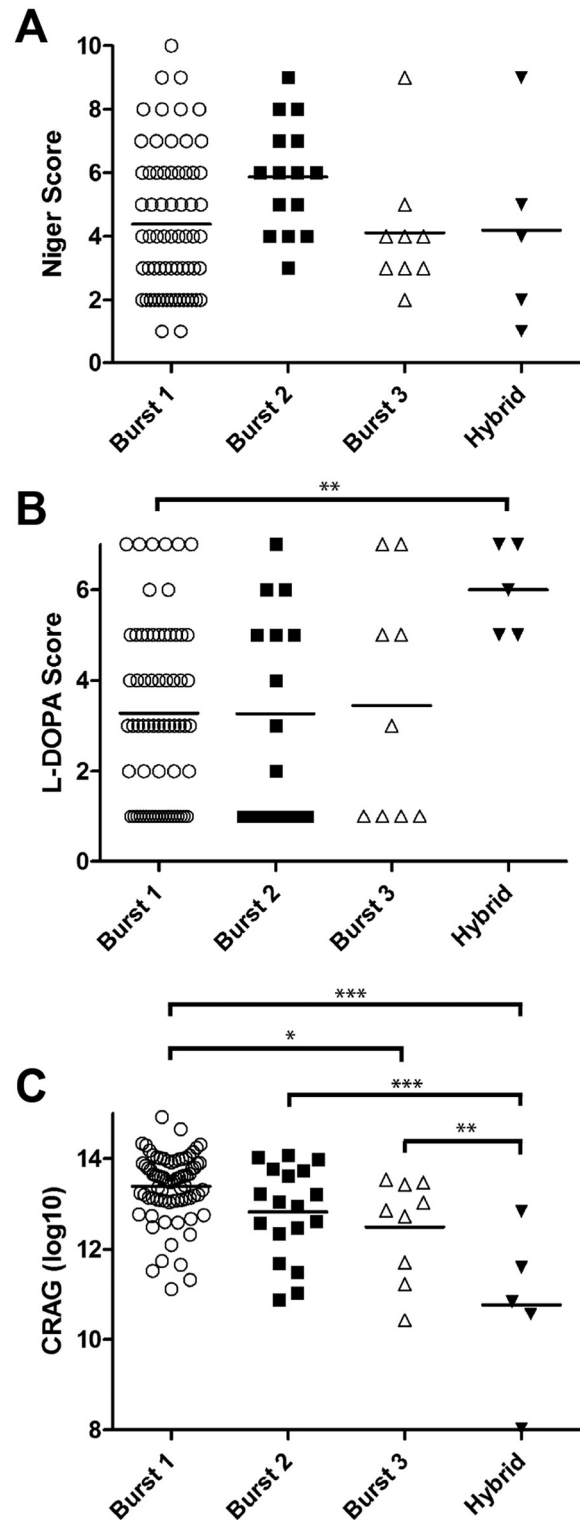 A
10
8
6
4
2
0
Niger Score
Burst 1
Burst 2
Burst 3
Hybrid
B
**
6
4
2
0
L-DOPA Score
Burst 1
Burst 2
Burst 3
Hybrid
C
***
*
***
**
14
12
10
8
CRAG (log10)
Burst 1
Burst 2
Burst 3
Hybrid